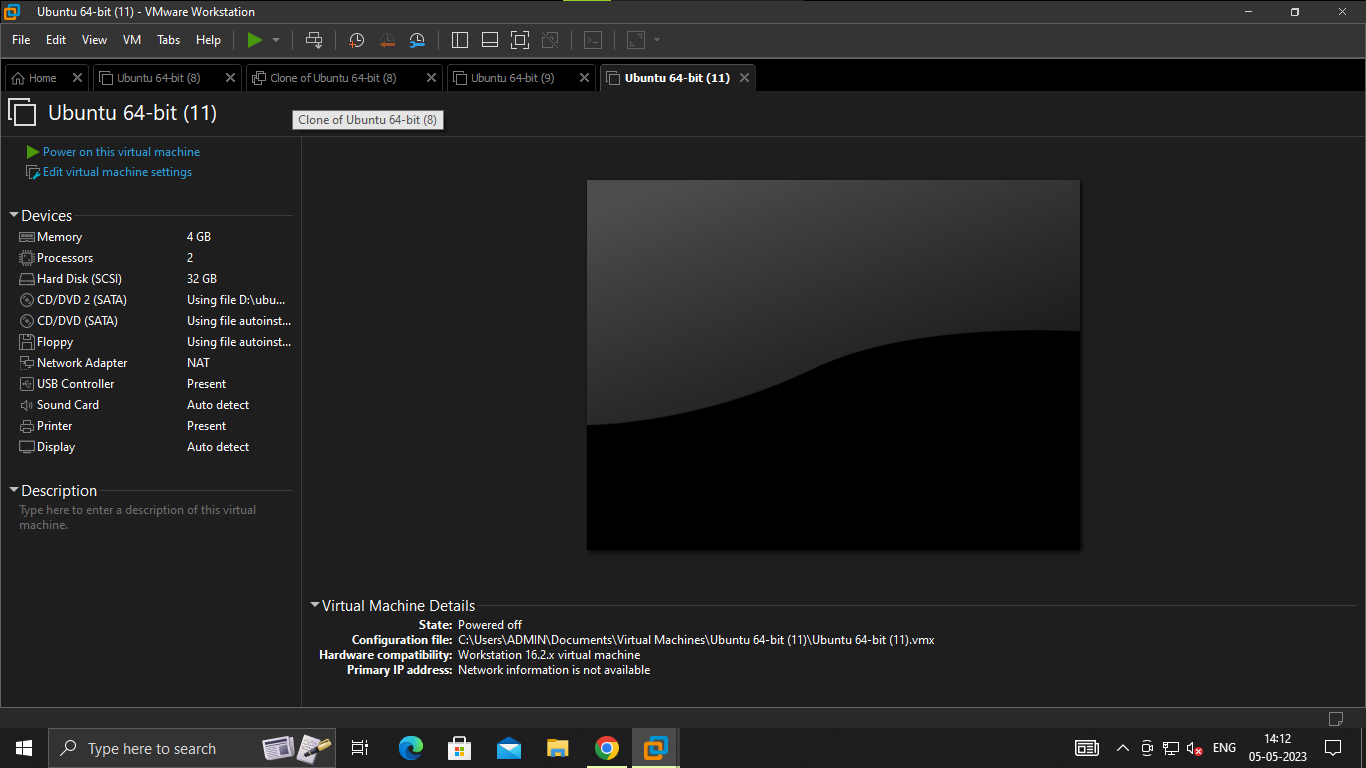 Ubuntu 64-bit (11) - VMware Workstation
File Edit View VM Tabs Help
Home Ubuntu 64-bit (8) Clone of Ubuntu 64-bit (8) Ubuntu 64-bit (9) Ubuntu 64-bit (11)
Ubuntu 64-bit (11)
Clone of Ubuntu 64-bit (8)
Power on this virtual machine
Edit virtual machine settings
Devices
Memory 4 GB
Processors 2
Hard Disk (SCSI) 32 GB
CD/DVD 2 (SATA) Using file D:\ubu...
CD/DVD (SATA) Using file autoinst...
Floppy Using file autoinst...
Network Adapter NAT
USB Controller Present
Sound Card Auto detect
Printer Present
Display Auto detect
Description
Type here to enter a description of this virtual
machine.
Virtual Machine Details
State: Powered off
Configuration file: C:\Users\ADMIN\Documents\Virtual Machines\Ubuntu 64-bit (11)\Ubuntu 64-bit (11).vmx
Hardware compatibility: Workstation 16.2.x virtual machine
Primary IP address: Network information is not available
Type here to search
ENG
14:12
05-05-2023